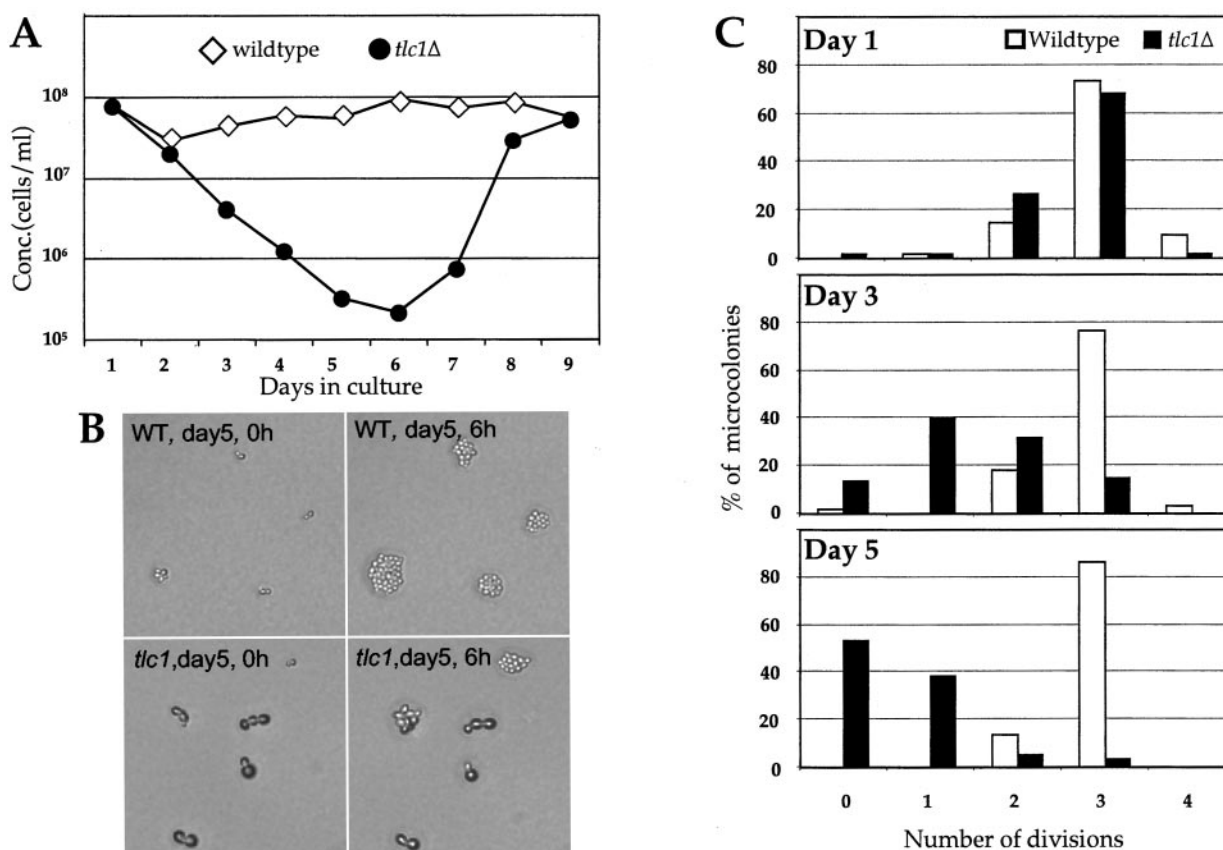 A
wildtype tlc1Δ
Conc.(cells/ml)
10⁸
10⁷
10⁶
10⁵
1 2 3 4 5 6 7 8 9
Days in culture
B
WT, day5, 0h
WT, day5, 6h
tlc1,day5, 0h
tlc1,day5, 6h
C
Wildtype tlc1Δ
% of microcolonies
Day 1
80
60
40
20
0
Day 3
80
60
40
20
0
Day 5
80
60
40
20
0
0 1 2 3 4
Number of divisions